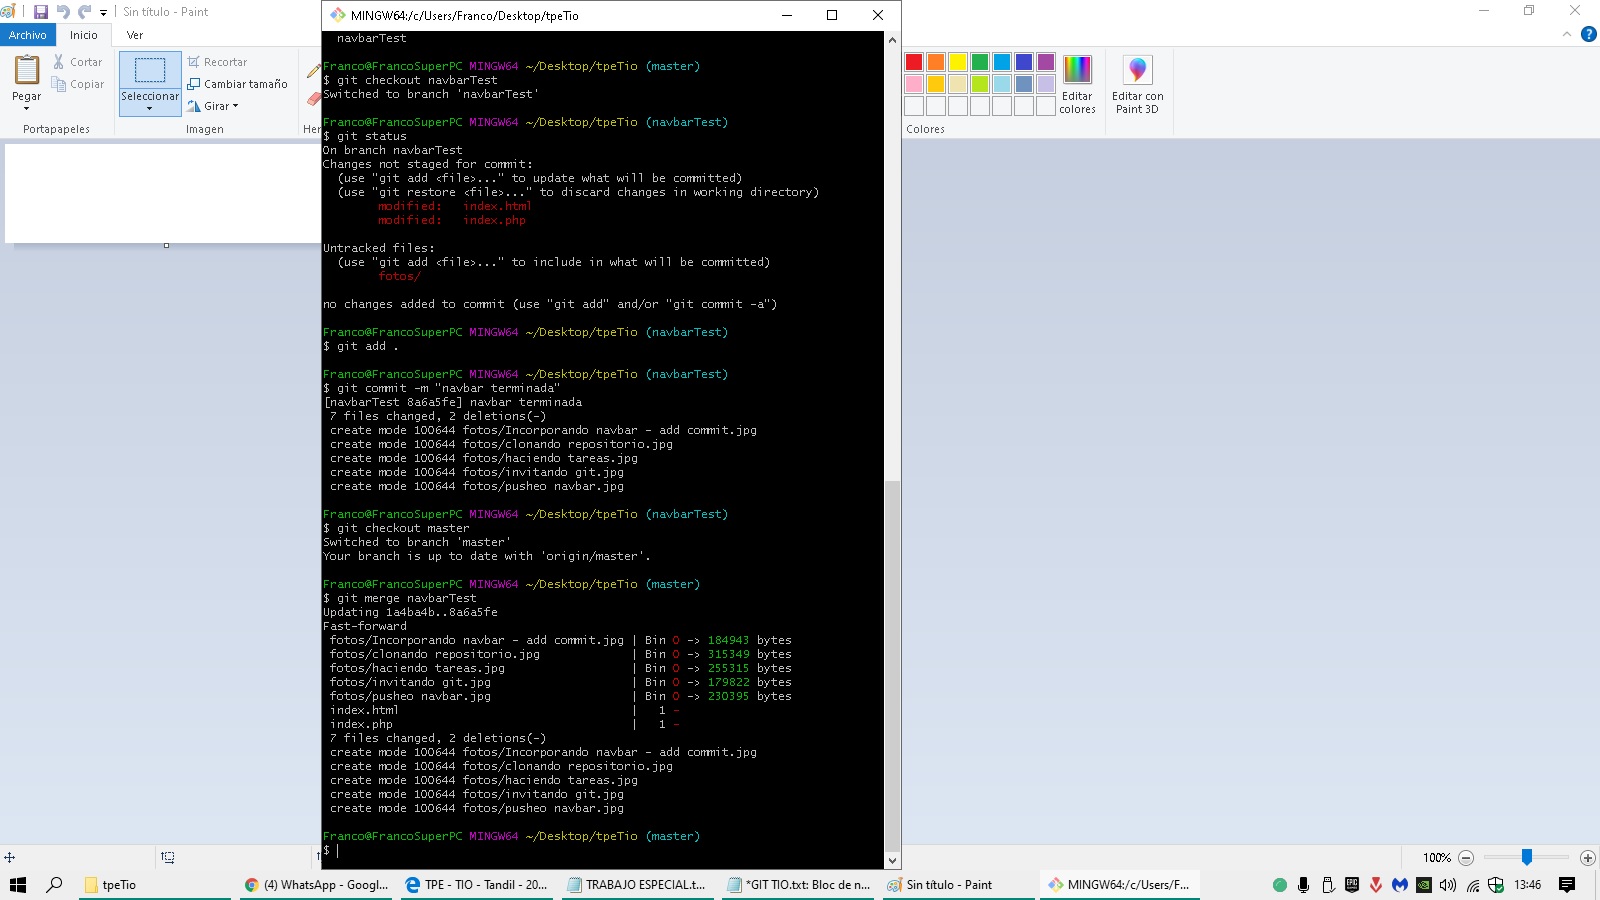 Sin título - Paint
Archivo
Inicio
Ver
Pegar
Cortar
Copiar
Portapapeles
Seleccionar
Recortar
Cambiar tamaño
Girar
Imagen
Her
Editar
colores
Editar con
Paint 3D
Colores
MINGW64:/c/Users/Franco/Desktop/tpeTio
navbarTest
Franco@FrancoSuperPC MINGW64 ~/Desktop/tpeTio (master)
$ git checkout navbarTest
Switched to branch 'navbarTest'
Franco@FrancoSuperPC MINGW64 ~/Desktop/tpeTio (navbarTest)
$ git status
On branch navbarTest
Changes not staged for commit:
(use "git add <file>..." to update what will be committed)
(use "git restore <file>..." to discard changes in working directory)
modified: index.html
modified: index.php
Untracked files:
(use "git add <file>..." to include in what will be committed)
fotos/
no changes added to commit (use "git add" and/or "git commit -a")
Franco@FrancoSuperPC MINGW64 ~/Desktop/tpeTio (navbarTest)
$ git add .
Franco@FrancoSuperPC MINGW64 ~/Desktop/tpeTio (navbarTest)
$ git commit -m "navbar terminada"
[navbarTest 8a6a5fe] navbar terminada
7 files changed, 2 deletions(-)
create mode 100644 fotos/Incorporando navbar - add commit.jpg
create mode 100644 fotos/clonando repositorio.jpg
create mode 100644 fotos/haciendo tareas.jpg
create mode 100644 fotos/invitando git.jpg
create mode 100644 fotos/pusheo navbar.jpg
Franco@FrancoSuperPC MINGW64 ~/Desktop/tpeTio (navbarTest)
$ git checkout master
Switched to branch 'master'
Your branch is up to date with 'origin/master'.
Franco@FrancoSuperPC MINGW64 ~/Desktop/tpeTio (master)
$ git merge navbarTest
Updating 1a4ba4b..8a6a5fe
Fast-forward
fotos/Incorporando navbar - add commit.jpg | Bin 0 -> 184943 bytes
fotos/clonando repositorio.jpg | Bin 0 -> 315349 bytes
fotos/haciendo tareas.jpg | Bin 0 -> 255315 bytes
fotos/invitando git.jpg | Bin 0 -> 179822 bytes
fotos/pusheo navbar.jpg | Bin 0 -> 230395 bytes
index.html | 1 -
index.php | 1 -
7 files changed, 2 deletions(-)
create mode 100644 fotos/Incorporando navbar - add commit.jpg
create mode 100644 fotos/clonando repositorio.jpg
create mode 100644 fotos/haciendo tareas.jpg
create mode 100644 fotos/invitando git.jpg
create mode 100644 fotos/pusheo navbar.jpg
Franco@FrancoSuperPC MINGW64 ~/Desktop/tpeTio (master)
$
100%
tpeTio
(4) WhatsApp - Googl...
TPE - TIO - Tandil - 20...
TRABAJO ESPECIAL.t...
*GIT TIO.txt: Bloc de n...
Sin título - Paint
MINGW64:/c/Users/F...
13:46